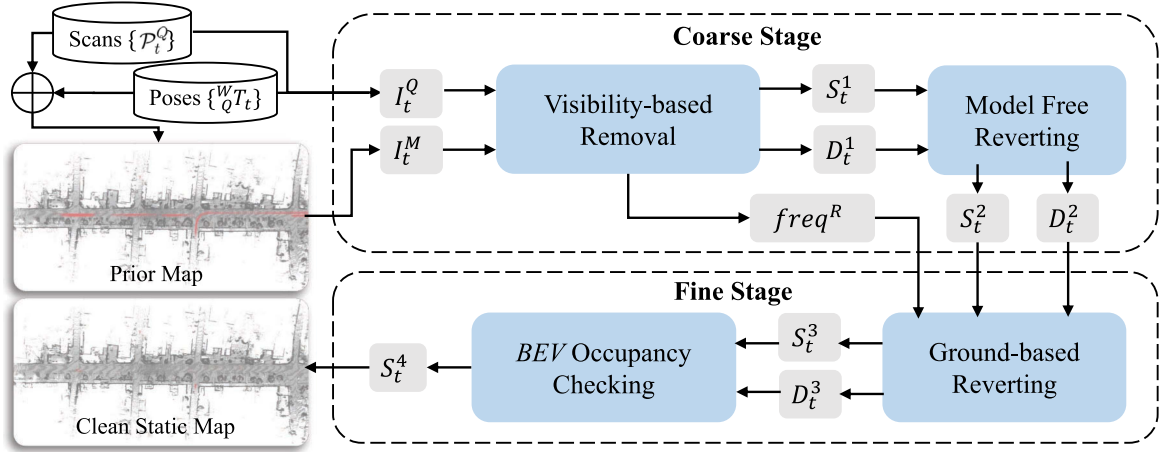 Scans {𝒫_t^Q}
Poses {^W_Q T_t}
Prior Map
Clean Static Map
Coarse Stage
I_t^Q
I_t^M
Visibility-based
Removal
S_t^1
D_t^1
Model Free
Reverting
freq^R
S_t^2
D_t^2
Fine Stage
Ground-based
Reverting
S_t^3
D_t^3
BEV Occupancy
Checking
S_t^4